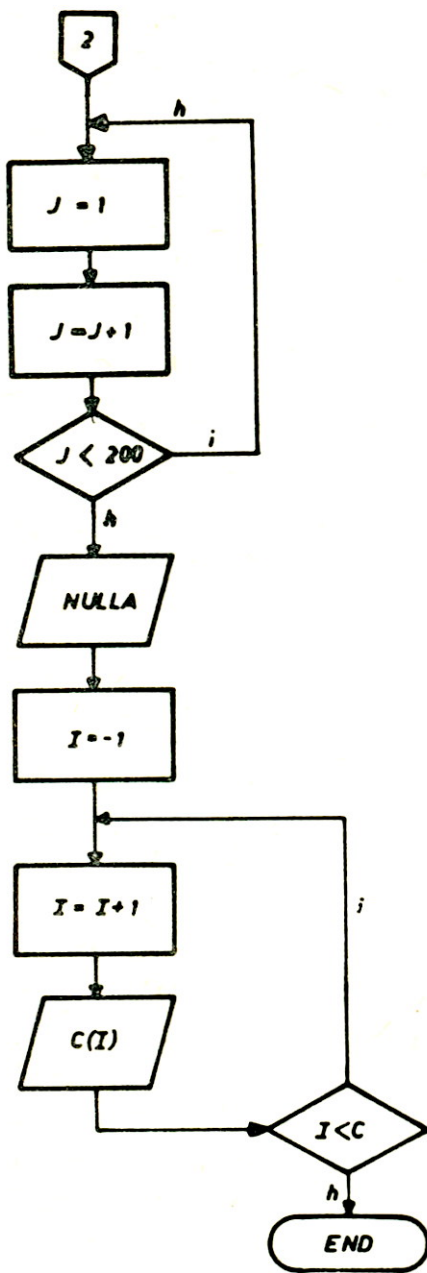 2
h
J = 1
J = J + 1
J < 200
i
h
NULLA
I = -1
I = I + 1
i
C(I)
I < C
h
END